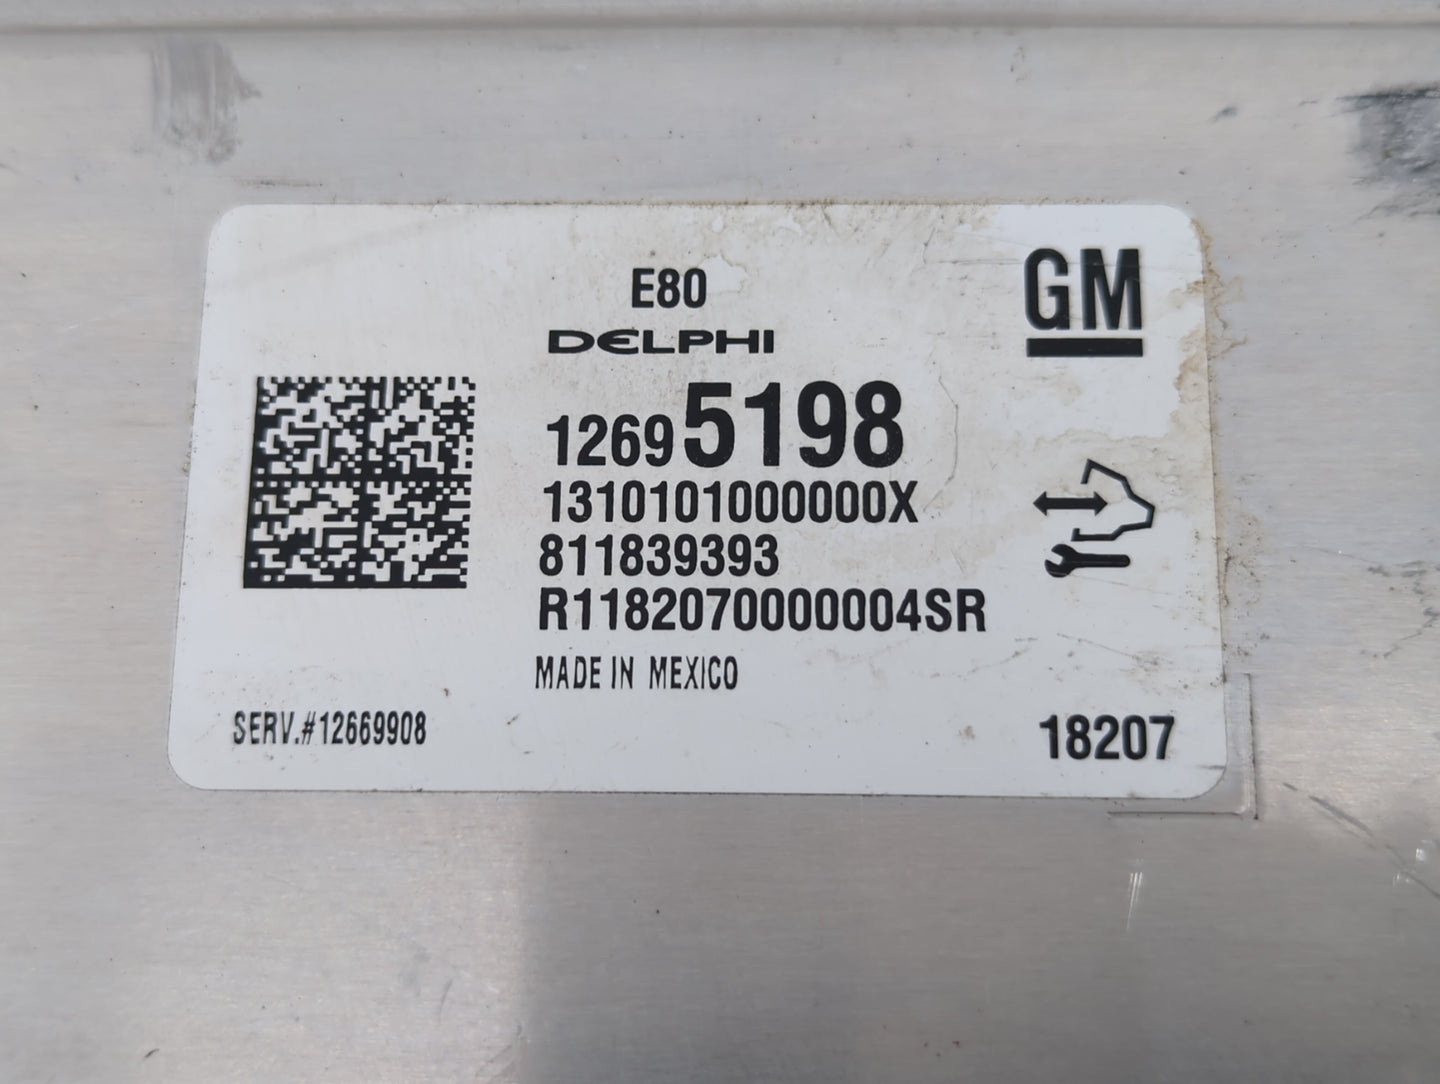 E80
GM
DELPHI
12695198
1310101000000X
811839393
R1182070000004SR
MADE IN MEXICO
SERV.#12669908
18207